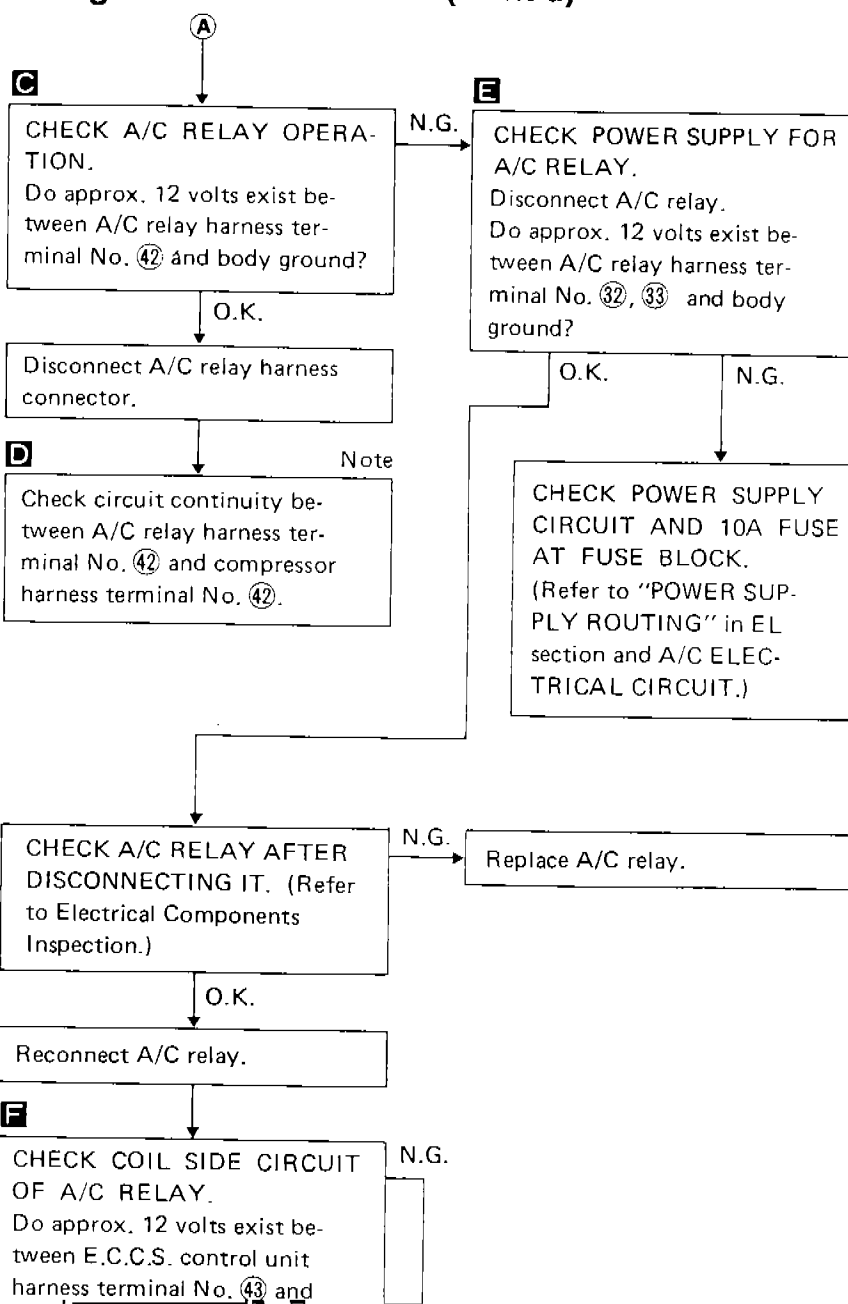 A
C
CHECK A/C RELAY OPERA-
TION.
Do approx. 12 volts exist be-
tween A/C relay harness ter-
minal No. 42 and body ground?
N.G.
O.K.
Disconnect A/C relay harness
connector.
D
Note
Check circuit continuity be-
tween A/C relay harness ter-
minal No. 42 and compressor
harness terminal No. 42.
E
CHECK POWER SUPPLY FOR
A/C RELAY.
Disconnect A/C relay.
Do approx. 12 volts exist be-
tween A/C relay harness ter-
minal No. 32, 33 and body
ground?
O.K.
N.G.
CHECK POWER SUPPLY
CIRCUIT AND 10A FUSE
AT FUSE BLOCK.
(Refer to "POWER SUP-
PLY ROUTING" in EL
section and A/C ELEC-
TRICAL CIRCUIT.)
CHECK A/C RELAY AFTER
DISCONNECTING IT. (Refer
to Electrical Components
Inspection.)
N.G.
Replace A/C relay.
O.K.
Reconnect A/C relay.
F
CHECK COIL SIDE CIRCUIT
OF A/C RELAY.
Do approx. 12 volts exist be-
tween E.C.C.S. control unit
harness terminal No. 43 and
N.G.